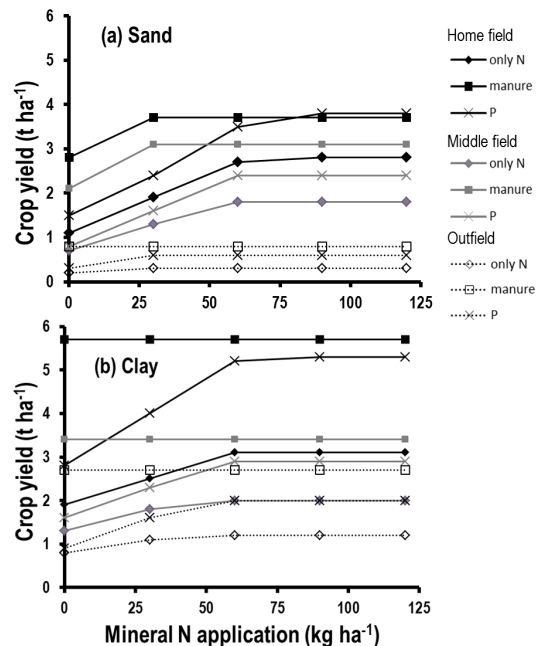 (a) Sand
Crop yield (t ha⁻¹)
6
5
4
3
2
1
0
0 25 50 75 100 125
(b) Clay
Crop yield (t ha⁻¹)
6
5
4
3
2
1
0
0 25 50 75 100 125
Mineral N application (kg ha⁻¹)
Home field
only N
manure
P
Middle field
only N
manure
P
Outfield
only N
manure
P